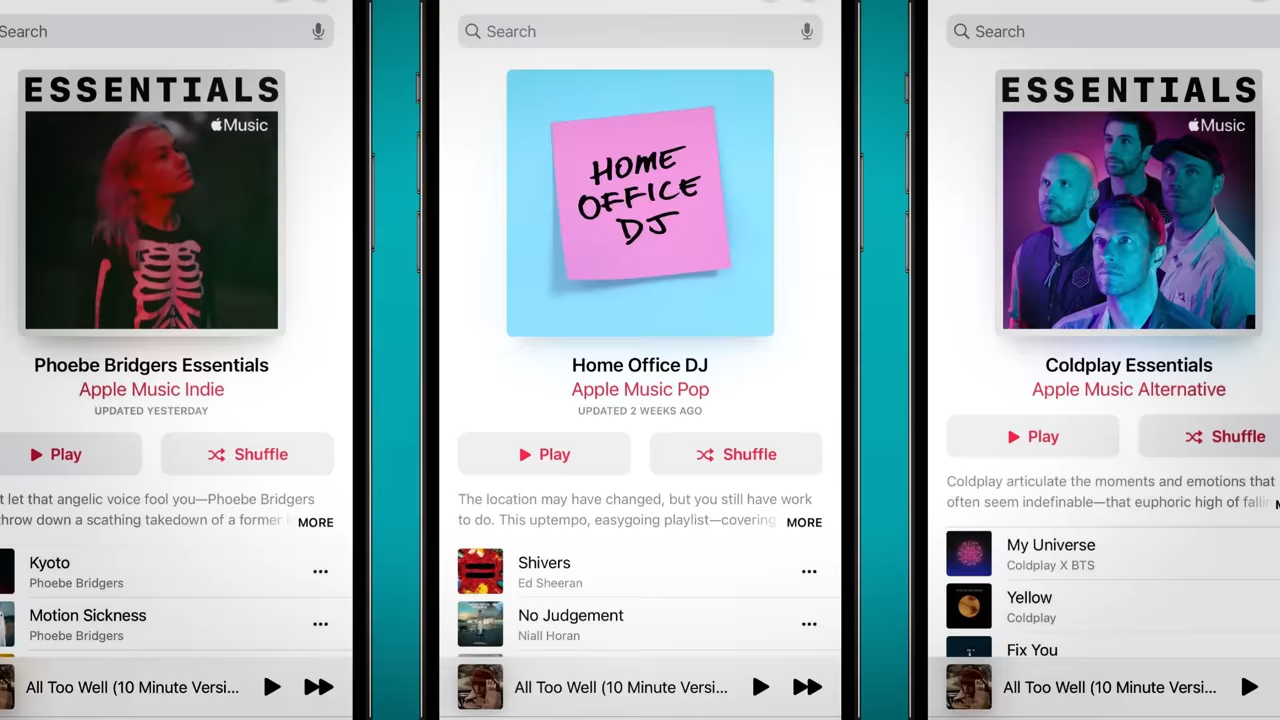 Search
ESSENTIALS
Music
Phoebe Bridgers Essentials
Apple Music Indie
UPDATED YESTERDAY
Play
Shuffle
t let that angelic voice fool you—Phoebe Bridgers
throw down a scathing takedown of a former
MORE
Kyoto
Phoebe Bridgers
Motion Sickness
Phoebe Bridgers
All Too Well (10 Minute Versi...
Search
HOME
OFFICE
DJ
Home Office DJ
Apple Music Pop
UPDATED 2 WEEKS AGO
Play
Shuffle
The location may have changed, but you still have work
to do. This uptempo, easygoing playlist—covering
MORE
Shivers
Ed Sheeran
No Judgement
Niall Horan
All Too Well (10 Minute Versi...
Search
ESSENTIALS
Music
Coldplay Essentials
Apple Music Alternative
Play
Shuffle
Coldplay articulate the moments and emotions that
often seem indefinable—that euphoric high of fallin
My Universe
Coldplay X BTS
Yellow
Coldplay
Fix You
All Too Well (10 Minute Versi...